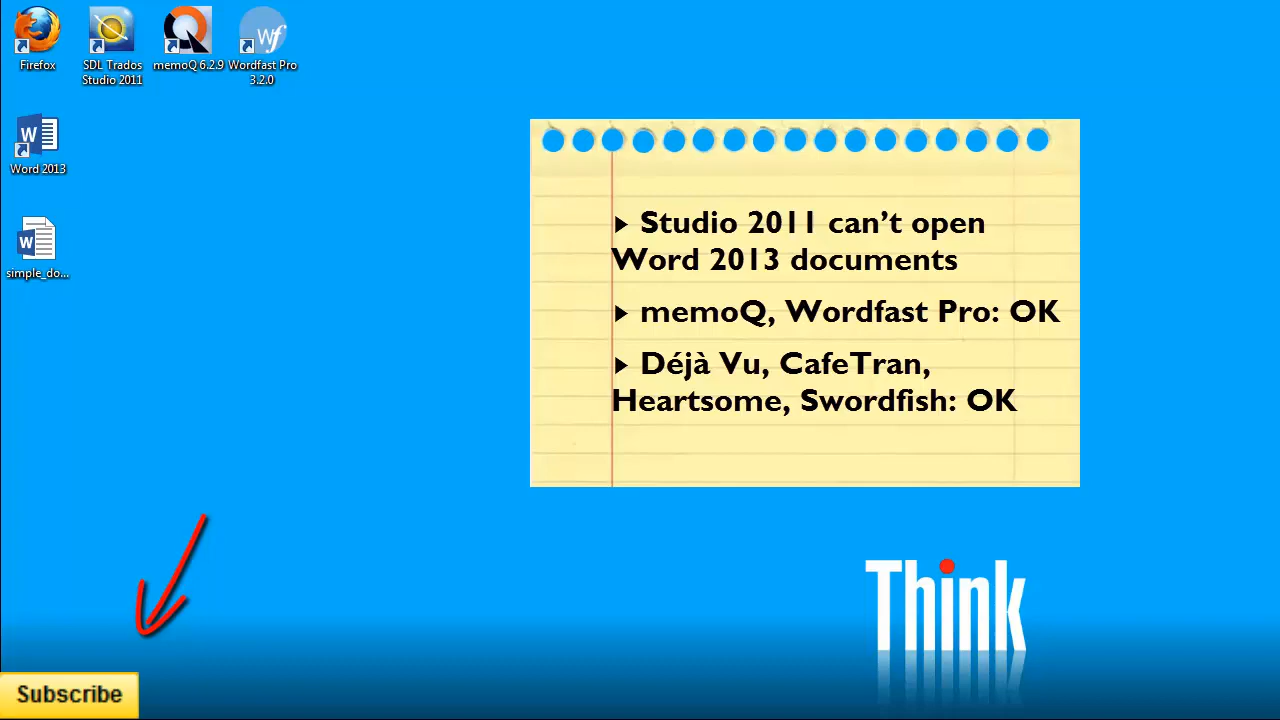 Firefox
SDL Trados
Studio 2011
memoQ 6.2.9
Wordfast Pro
3.2.0
Word 2013
simple_do...
▸ Studio 2011 can't open
Word 2013 documents
▸ memoQ, Wordfast Pro: OK
▸ Déjà Vu, CafeTran,
Heartsome, Swordfish: OK
Think
Subscribe